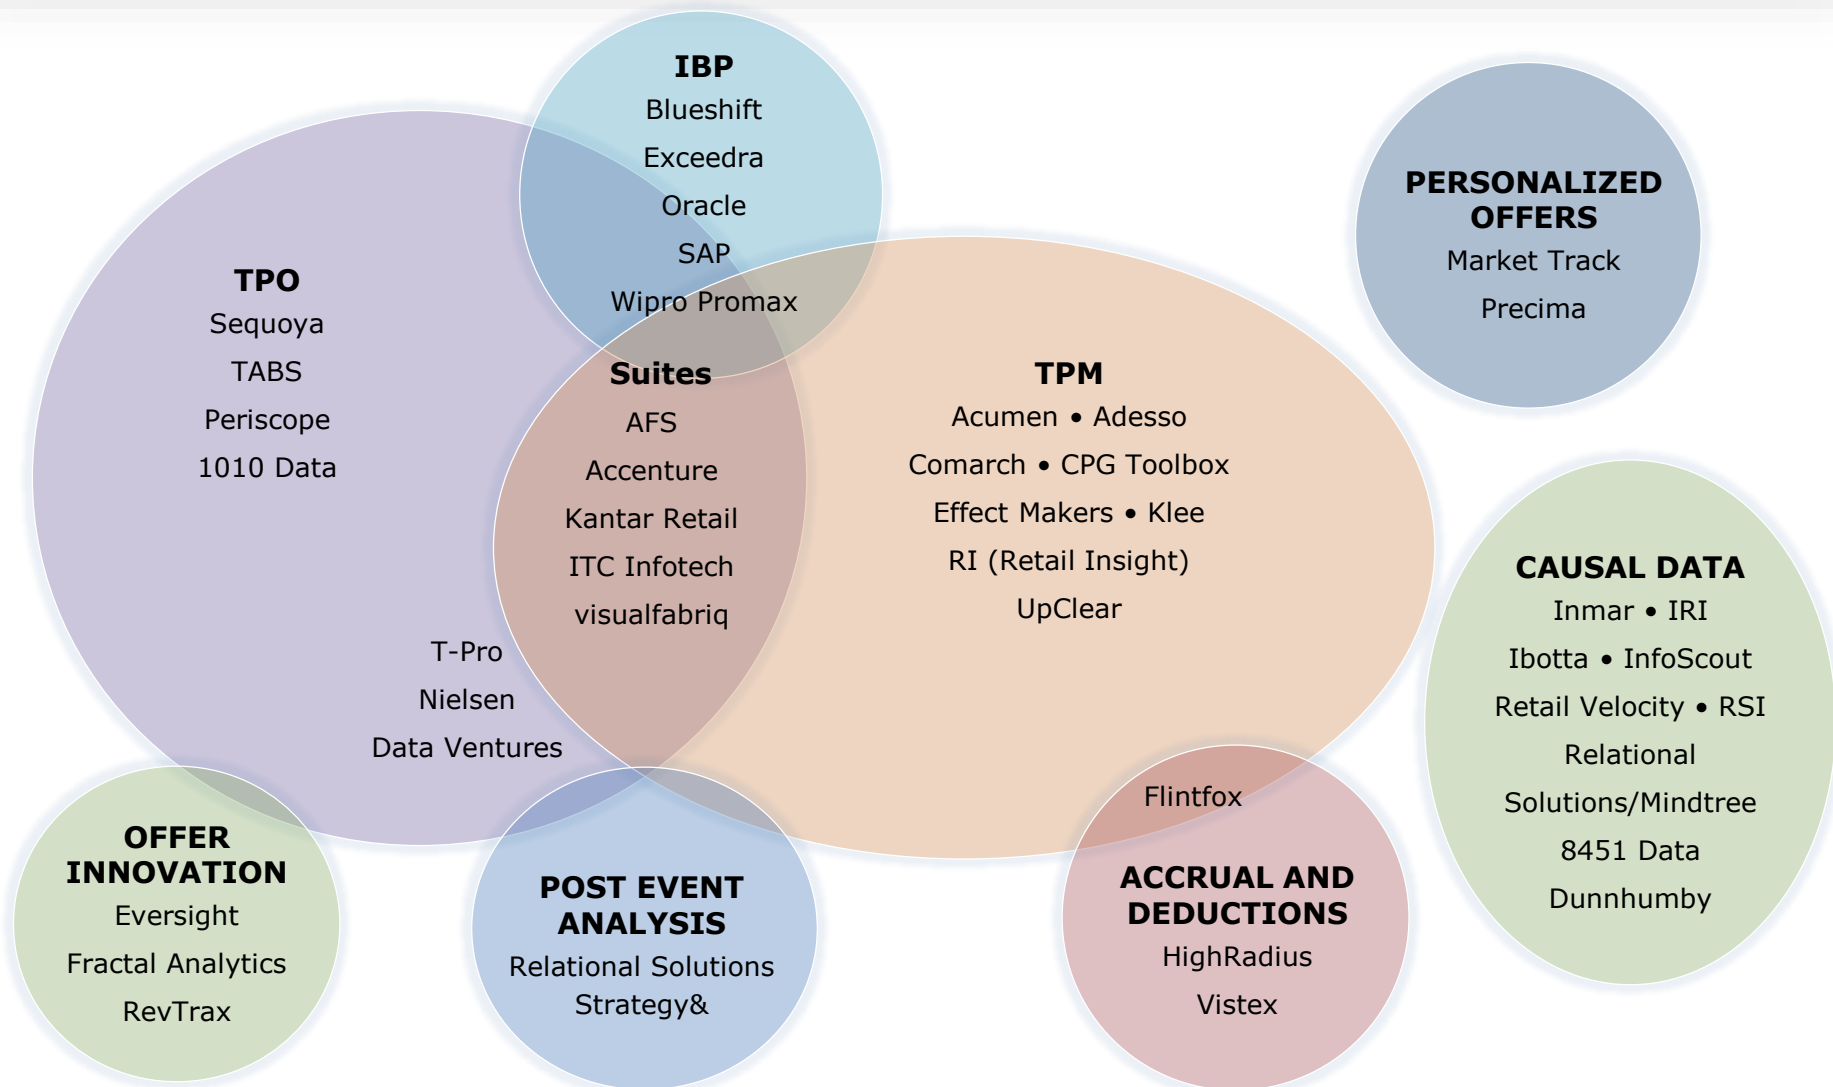 IBP
Blueshift
Exceedra
Oracle
SAP
Wipro Promax
PERSONALIZED
OFFERS
Market Track
Precima
TPO
Sequoya
TABS
Periscope
1010 Data
Suites
AFS
Accenture
Kantar Retail
ITC Infotech
visualfabriq
TPM
Acumen • Adesso
Comarch • CPG Toolbox
Effect Makers • Klee
RI (Retail Insight)
UpClear
T-Pro
Nielsen
Data Ventures
CAUSAL DATA
Inmar • IRI
Ibotta • InfoScout
Retail Velocity • RSI
Relational
Solutions/Mindtree
8451 Data
Dunnhumby
OFFER
INNOVATION
Eversight
Fractal Analytics
RevTrax
POST EVENT
ANALYSIS
Relational Solutions
Strategy&
Flintfox
ACCRUAL AND
DEDUCTIONS
HighRadius
Vistex